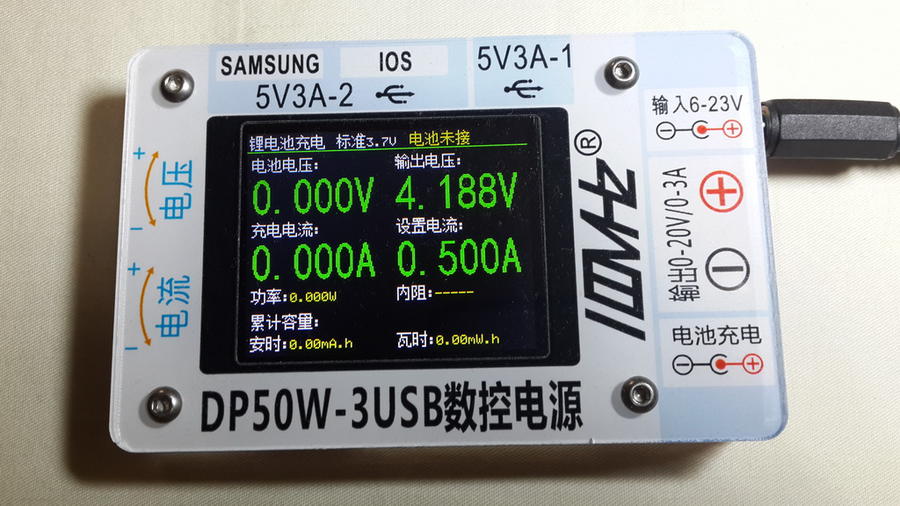 SAMSUNG IOS 5V3A-1
5V3A-2
锂电池充电 标准3.7V 电池未接
电池电压: 输出电压:
0.000V 4.188V
充电电流: 设置电流:
0.000A 0.500A
功率:0.000W 内阻:-----
累计容量:
安时:0.00mA.h 瓦时:0.00mW.h
+
电压
-
+
电流
-
10MHz®
输入6-23V
- +
输出0-20V/0-3A
+
-
电池充电
- +
DP50W-3USB数控电源